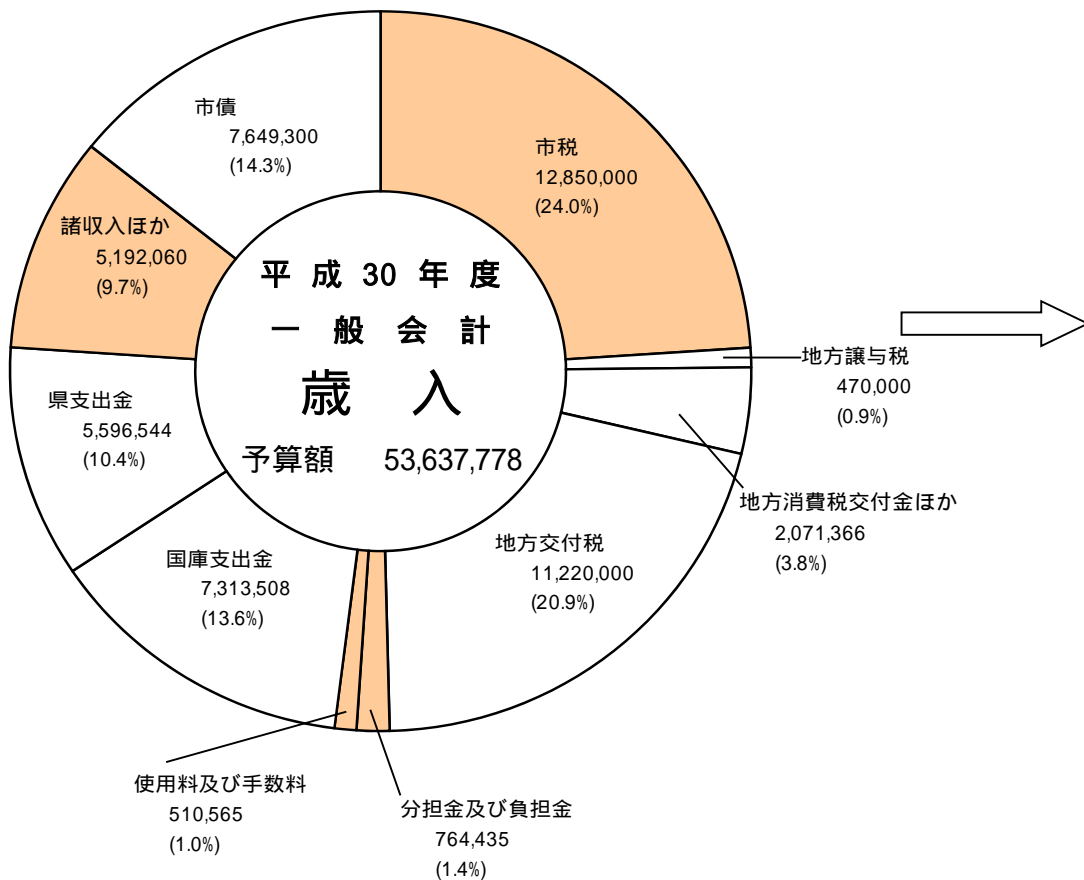 平成30年度
一般会計
歳入
予算額 53,637,778
市税
12,850,000
(24.0%)
地方譲与税
470,000
(0.9%)
地方消費税交付金ほか
2,071,366
(3.8%)
地方交付税
11,220,000
(20.9%)
分担金及び負担金
764,435
(1.4%)
使用料及び手数料
510,565
(1.0%)
国庫支出金
7,313,508
(13.6%)
県支出金
5,596,544
(10.4%)
諸収入ほか
5,192,060
(9.7%)
市債
7,649,300
(14.3%)